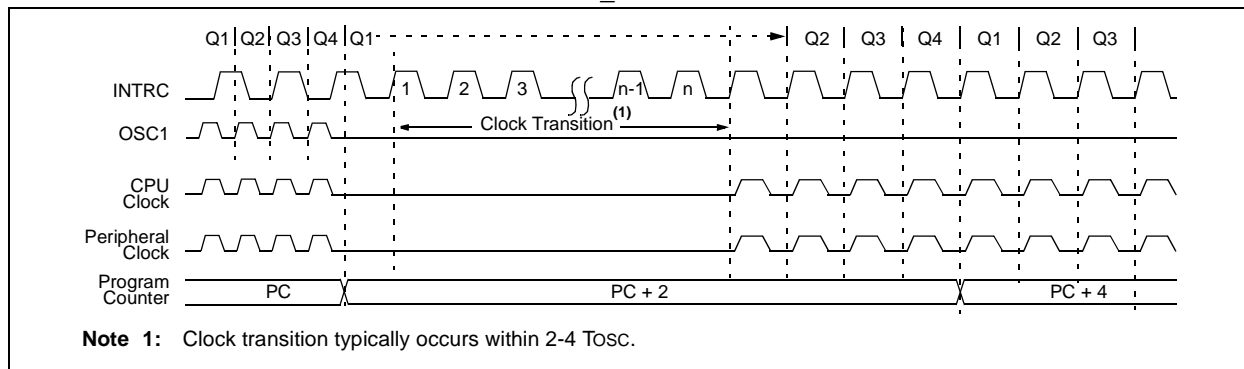 Q1 Q2 Q3 Q4 Q1 Q2 Q3 Q4 Q1 Q2 Q3
INTRC 1 2 3 n-1 n
Clock Transition(1)
OSC1
CPU
Clock
Peripheral
Clock
Program
Counter PC PC + 2 PC + 4
Note 1: Clock transition typically occurs within 2-4 TOSC.